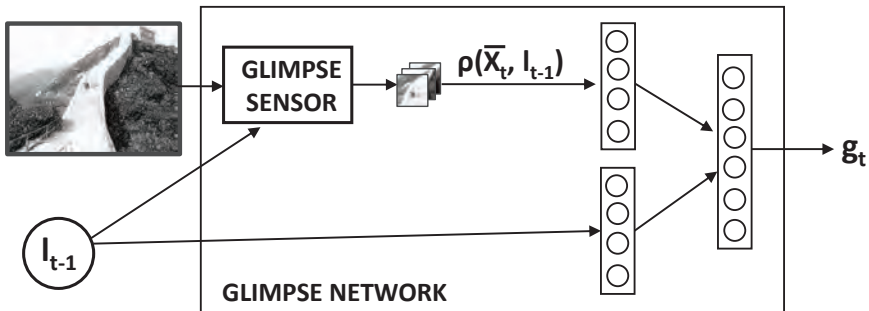 GLIMPSE
SENSOR
ρ(X̅ₜ, lₜ₋₁)
gₜ
lₜ₋₁
GLIMPSE NETWORK